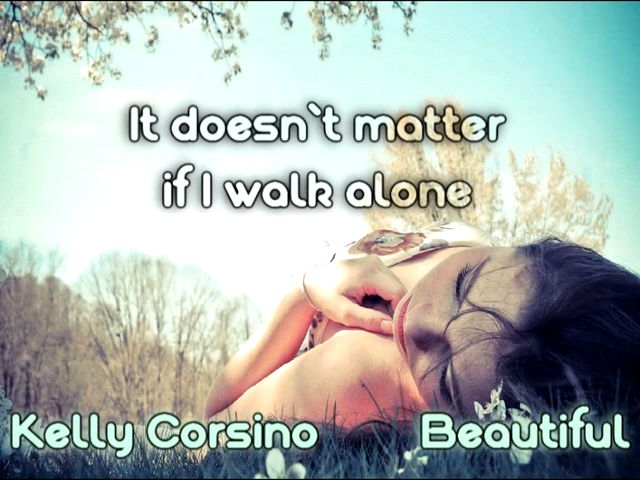 It doesn`t matter
if I walk alone
Kelly Corsino Beautiful